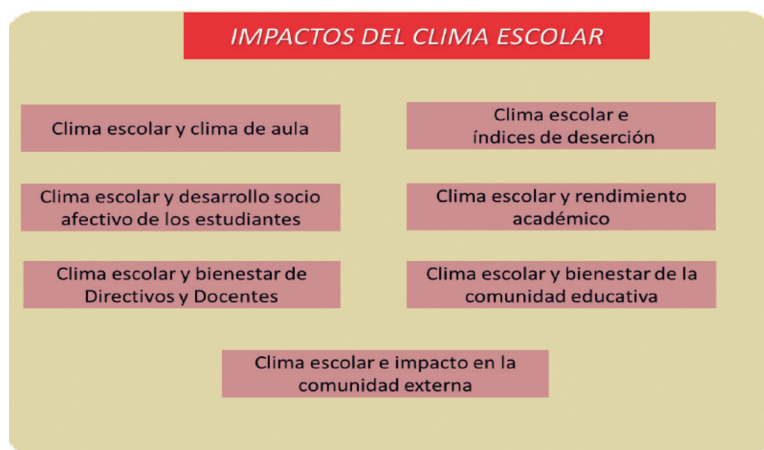 IMPACTOS DEL CLIMA ESCOLAR
Clima escolar y clima de aula
Clima escolar e
índices de deserción
Clima escolar y desarrollo socio
afectivo de los estudiantes
Clima escolar y rendimiento
académico
Clima escolar y bienestar de
Directivos y Docentes
Clima escolar y bienestar de la
comunidad educativa
Clima escolar e impacto en la
comunidad externa